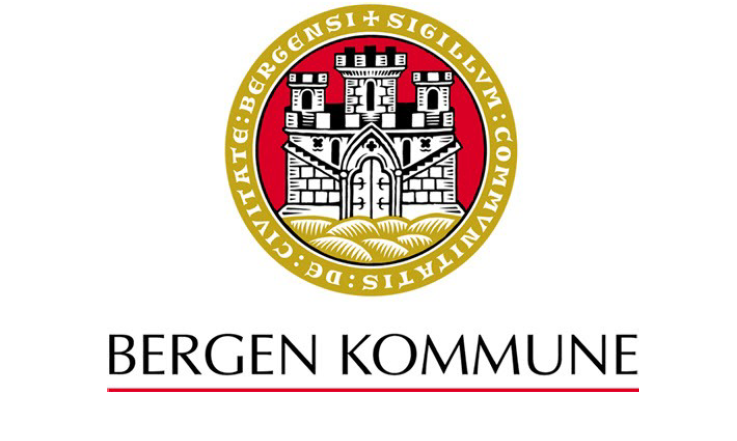 ✝ SIGILLVM : COMMVNITATIS : DE : CIVITATE : BERGENSI
BERGEN KOMMUNE